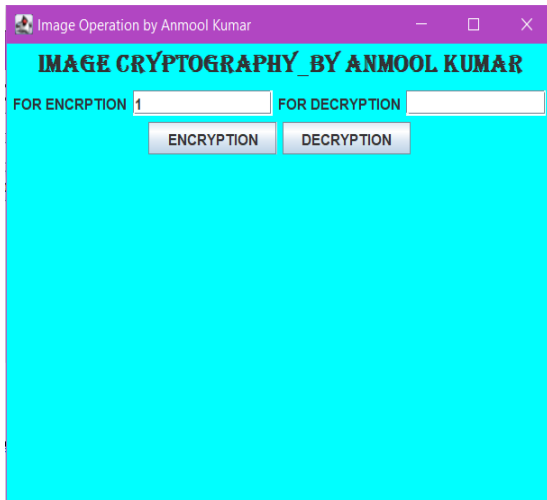 Image Operation by Anmool Kumar
IMAGE CRYPTOGRAPHY_BY ANMOOL KUMAR
FOR ENCRPTION 1 FOR DECRYPTION
ENCRYPTION DECRYPTION